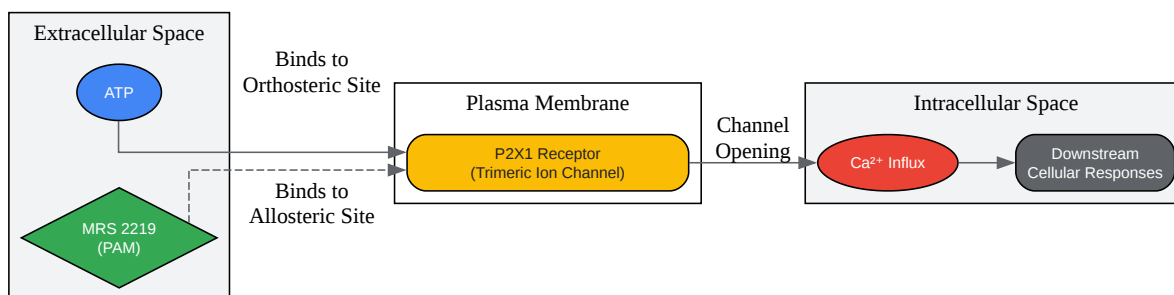 Extracellular Space
ATP
MRS 2219
(PAM)
Binds to
Orthosteric Site
Binds to
Allosteric Site
Plasma Membrane
P2X1 Receptor
(Trimeric Ion Channel)
Channel
Opening
Intracellular Space
Ca²⁺ Influx
Downstream
Cellular Responses